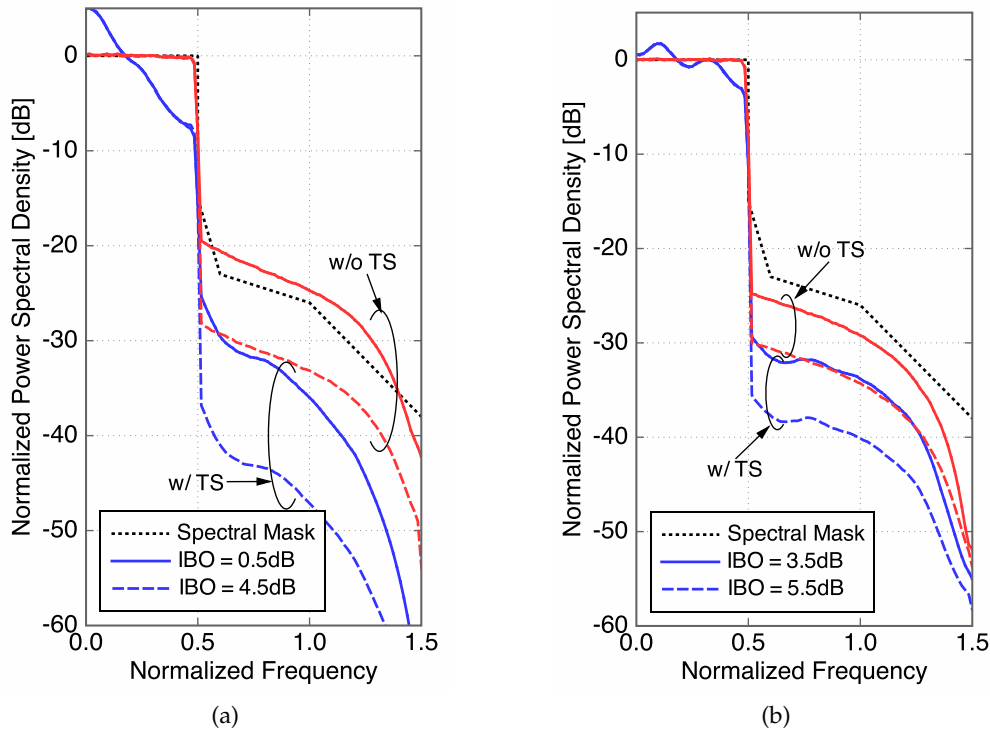 0
-10
-20
-30
-40
-50
-60
0.0
0.5
1.0
1.5
Normalized Power Spectral Density [dB]
Normalized Frequency
w/o TS
w/ TS
Spectral Mask
IBO = 0.5dB
IBO = 4.5dB
(a)
0
-10
-20
-30
-40
-50
-60
0.0
0.5
1.0
1.5
Normalized Power Spectral Density [dB]
Normalized Frequency
w/o TS
w/ TS
Spectral Mask
IBO = 3.5dB
IBO = 5.5dB
(b)